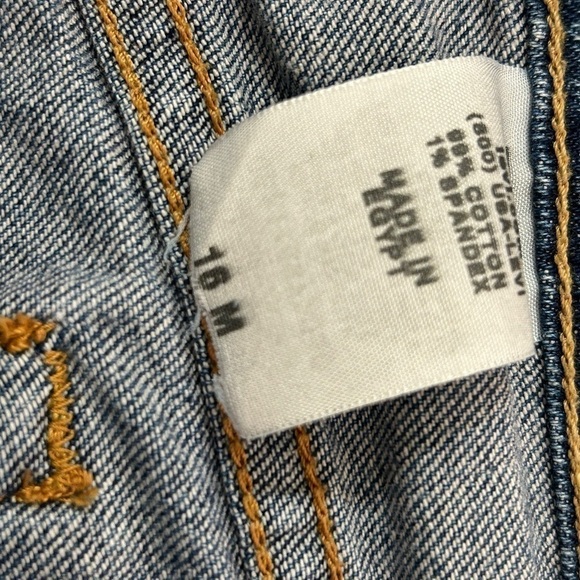 (800) USA-LEVI
99% COTTON
1% SPANDEX
MADE IN
EGYPT
16 M